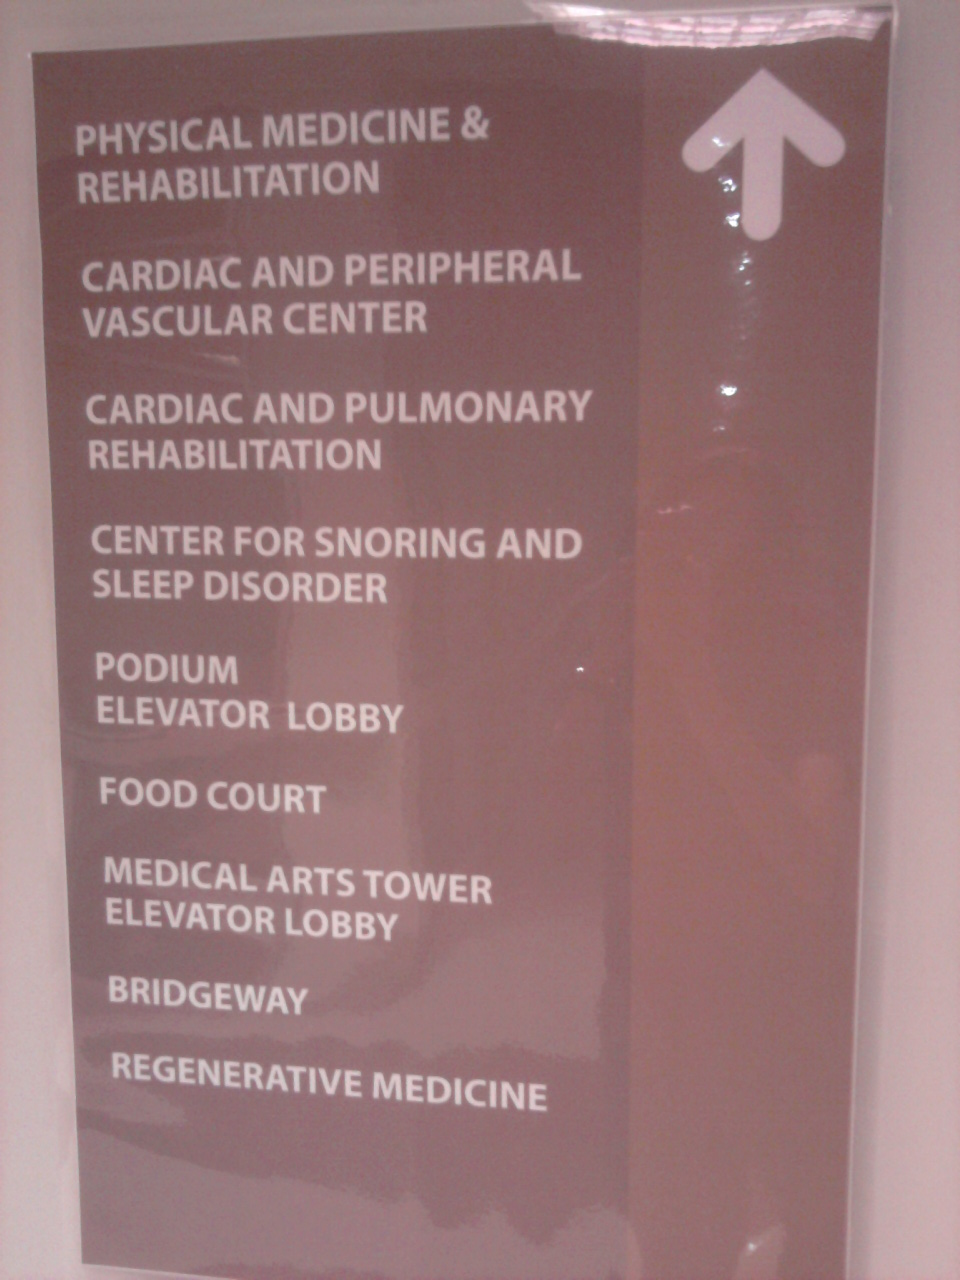 PHYSICAL MEDICINE &
REHABILITATION
CARDIAC AND PERIPHERAL
VASCULAR CENTER
CARDIAC AND PULMONARY
REHABILITATION
CENTER FOR SNORING AND
SLEEP DISORDER
PODIUM
ELEVATOR LOBBY
FOOD COURT
MEDICAL ARTS TOWER
ELEVATOR LOBBY
BRIDGEWAY
REGENERATIVE MEDICINE